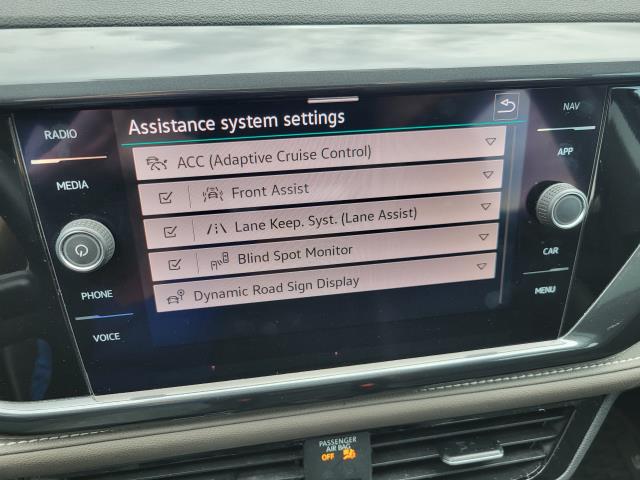 RADIO
MEDIA
PHONE
VOICE
Assistance system settings
ACC (Adaptive Cruise Control)
Front Assist
Lane Keep. Syst. (Lane Assist)
Blind Spot Monitor
Dynamic Road Sign Display
NAV
APP
CAR
MENU
PASSENGER
AIR BAG
OFF